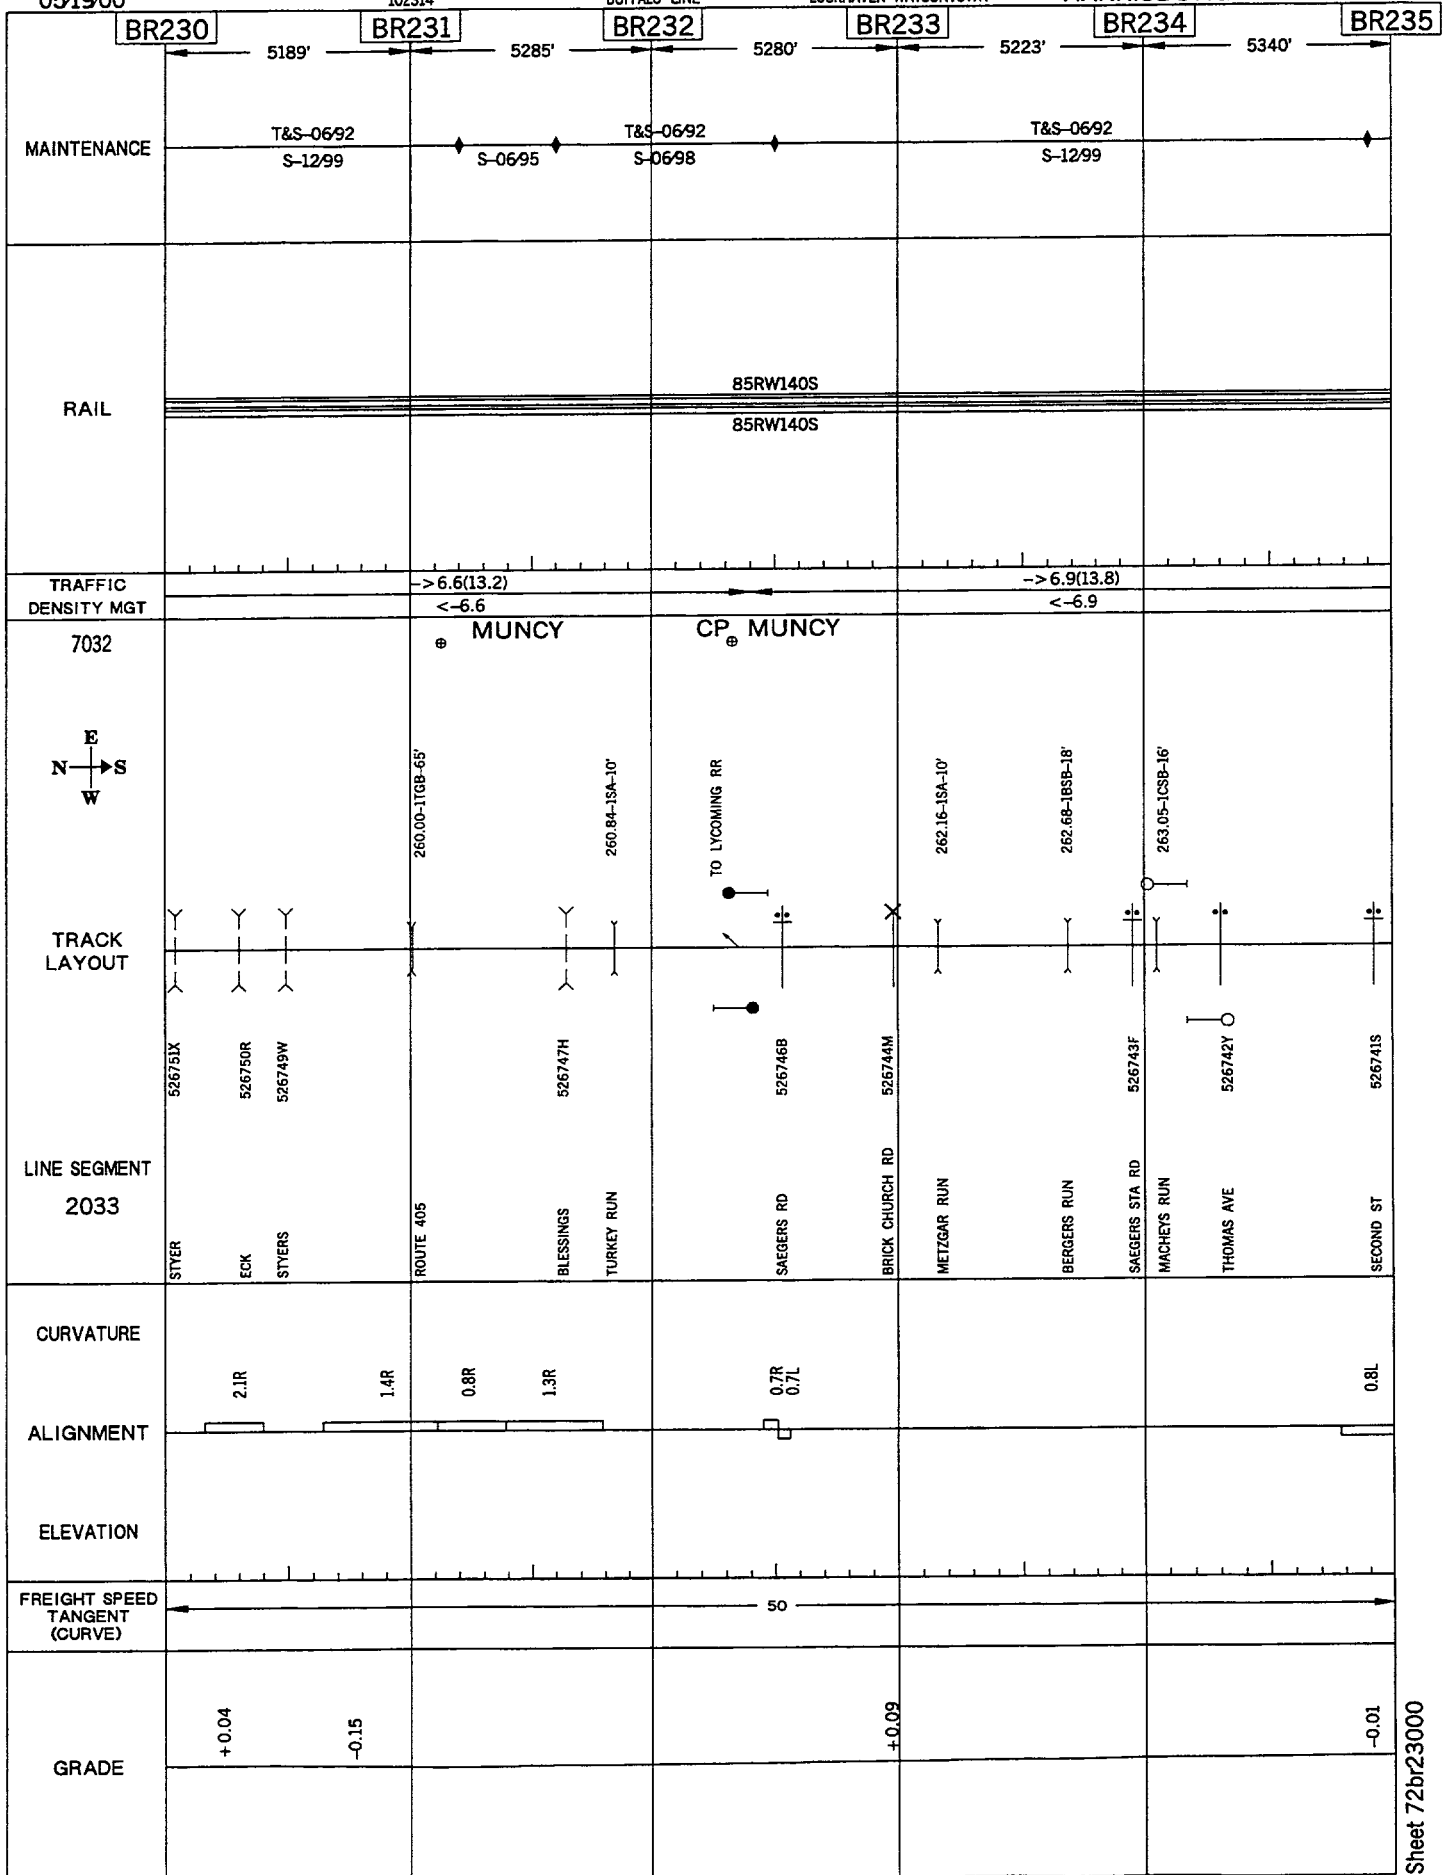 05/19/00
102314
BR230
BR231
BR232
BR233
BR234
BR235
5189'
5285'
5280'
5223'
5340'
MAINTENANCE
T&S-06/92
S-12/99
S-06/95
T&S-06/92
S-06/98
T&S-06/92
S-12/99
RAIL
85RW140S
85RW140S
TRAFFIC
DENSITY MGT
->6.6(13.2)
<-6.6
->6.9(13.8)
<-6.9
7032
MUNCY
CP MUNCY
E
N S
W
260.00-1TGB-65'
260.84-1SA-10'
TO LYCOMING RR
262.16-1SA-10'
262.68-1BSB-18'
263.05-1CSB-16'
TRACK
LAYOUT
526751X
526750R
526749W
526747H
526746B
526744M
526743F
526742Y
526741S
LINE SEGMENT
2033
STYER
ECK
STYERS
ROUTE 405
BLESSINGS
TURKEY RUN
SAEGERS RD
BRICK CHURCH RD
METZGAR RUN
BERGERS RUN
SAEGERS STA RD
MACHEYS RUN
THOMAS AVE
SECOND ST
CURVATURE
2.1R
1.4R
0.8R
1.3R
0.7R
0.7L
0.8L
ALIGNMENT
ELEVATION
FREIGHT SPEED
TANGENT
(CURVE)
50
GRADE
+0.04
-0.15
+0.09
-0.01
Sheet 72br23000